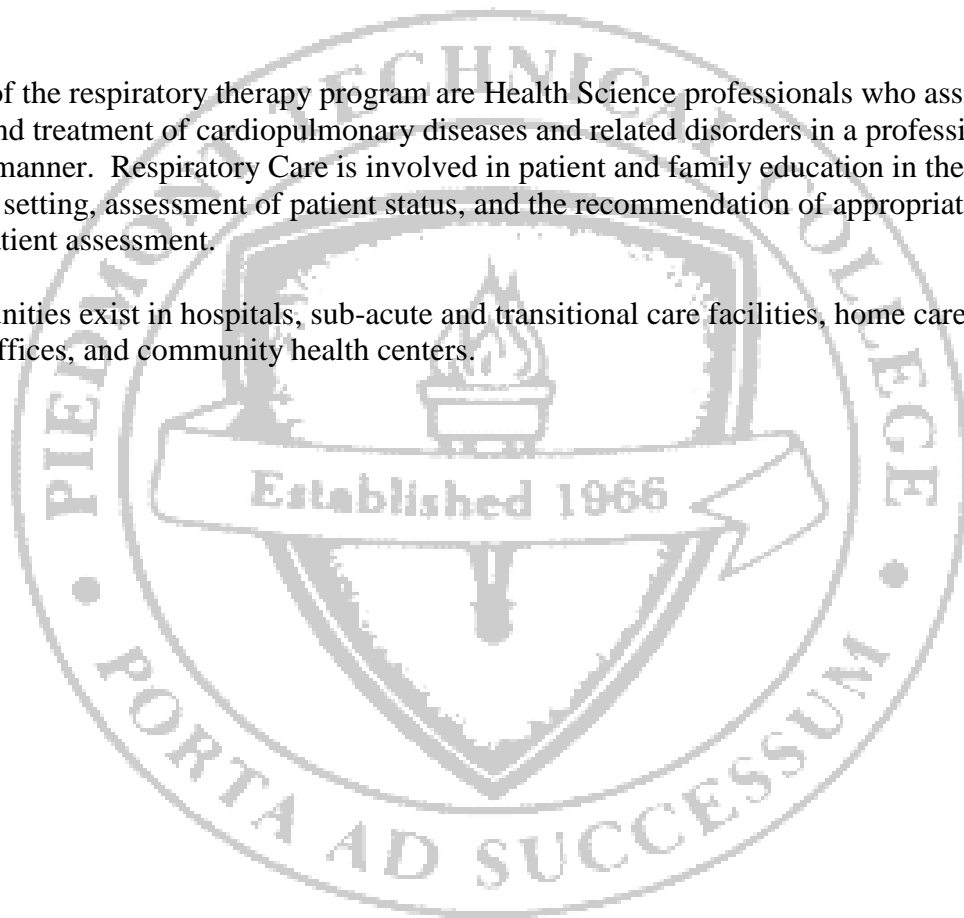 of the respiratory therapy program are Health Science professionals who ass
nd treatment of cardiopulmonary diseases and related disorders in a professi
manner.  Respiratory Care is involved in patient and family education in the
setting, assessment of patient status, and the recommendation of appropriat
atient assessment.
nities exist in hospitals, sub-acute and transitional care facilities, home care
ffices, and community health centers.
PIEDMONT TECHNICAL COLLEGE
Established 1966
PORTA AD SUCCESSUM